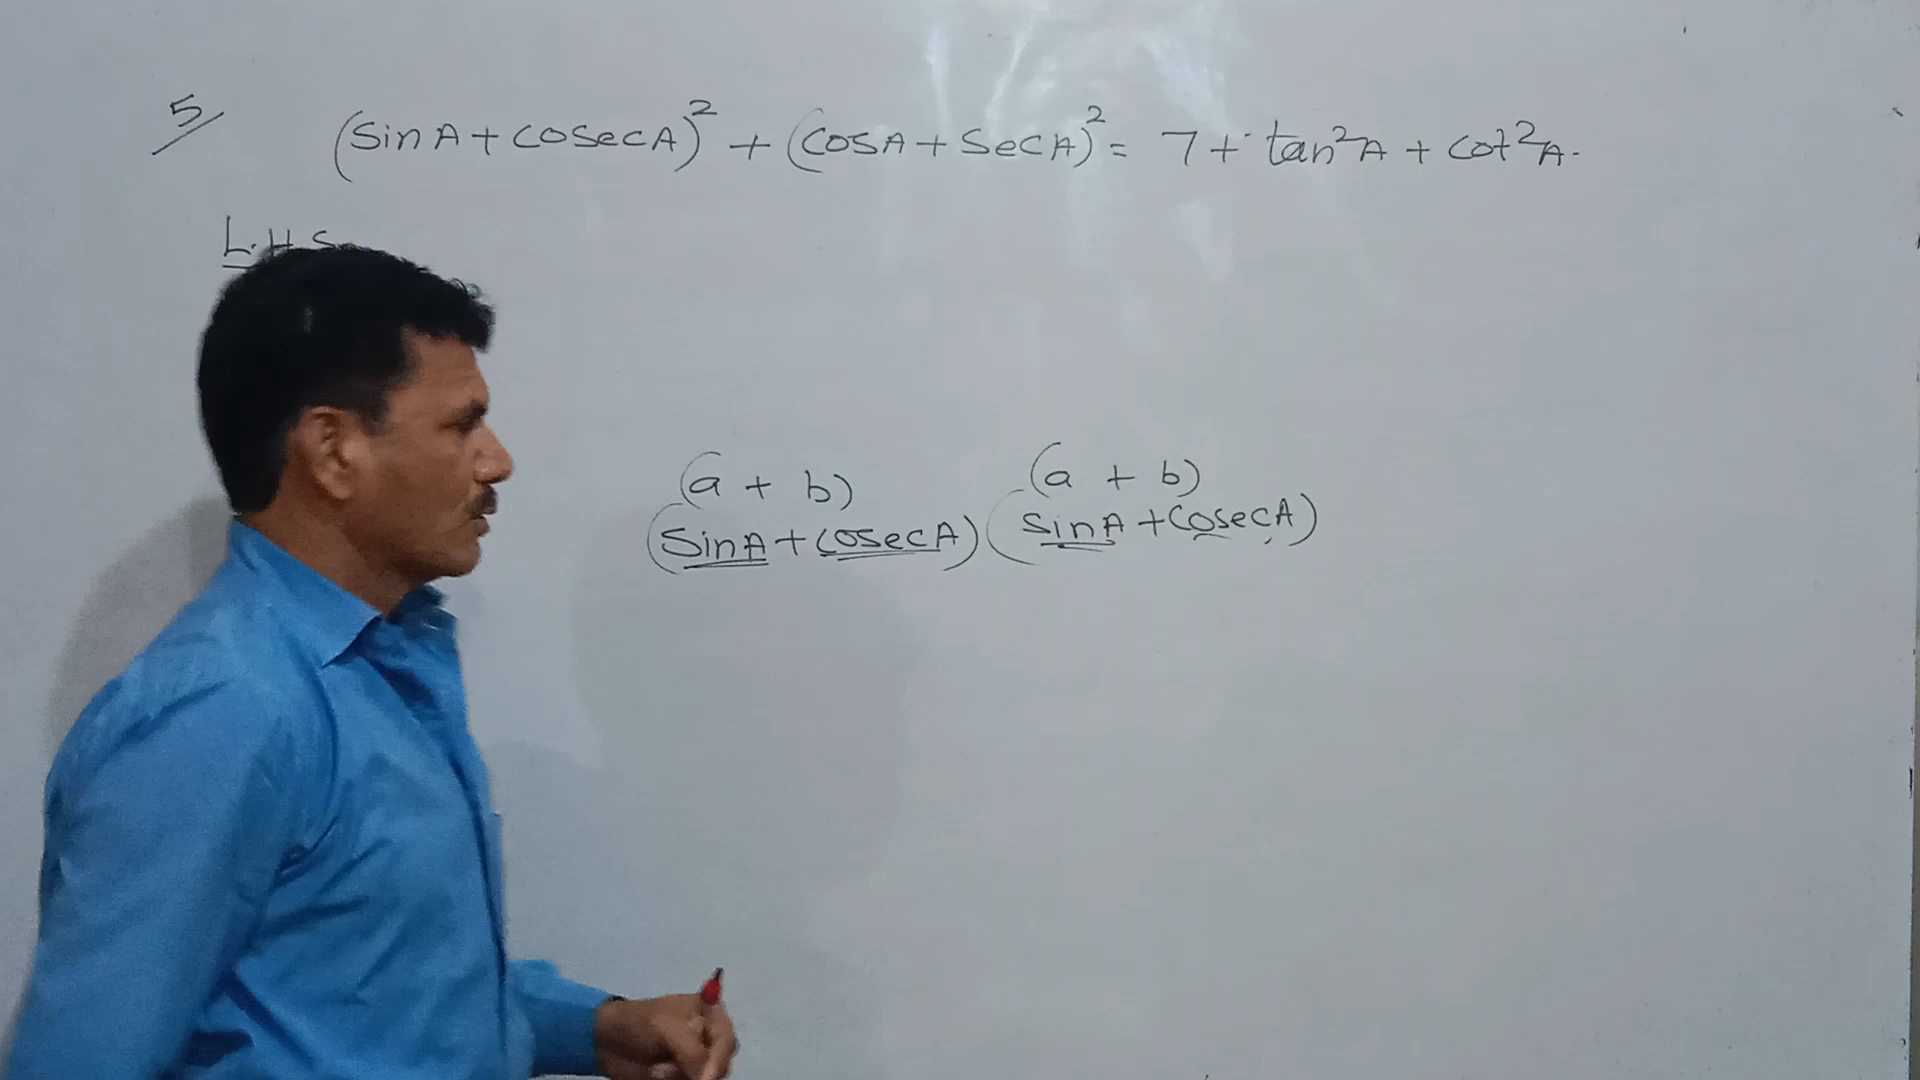 5/ (sinA + cosecA)² + (cosA + SecA)² = 7 + tan²A + cot²A.
L.H.S
(a + b) (a + b)
(sinA + cosecA) (sinA + cosecA)